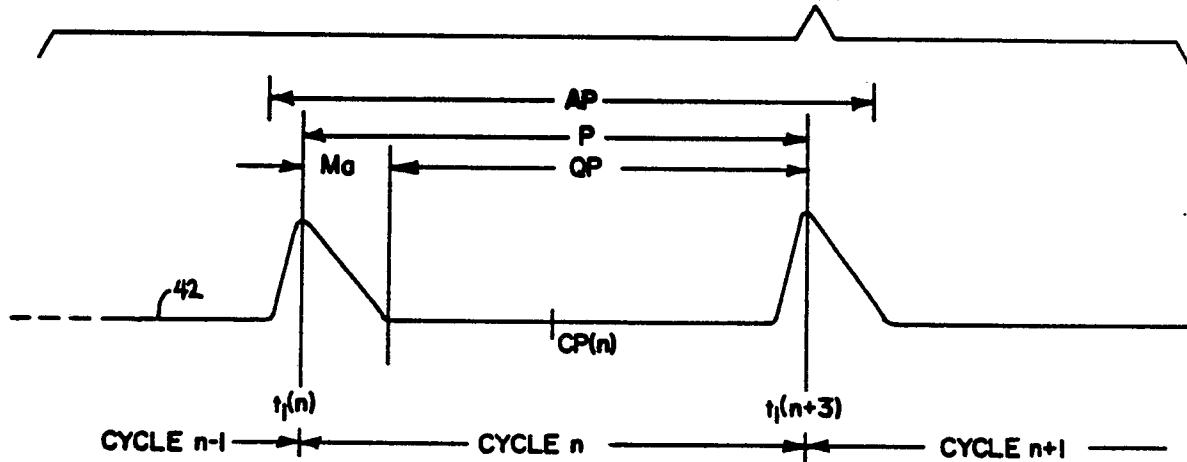 AP
P
Ma
QP
42
CP(n)
t₁(n)
t₁(n+3)
CYCLE n-1
CYCLE n
CYCLE n+1